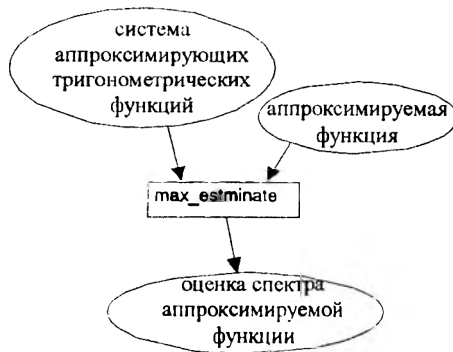 система
аппроксимирующих
тригонометрических
функций
аппроксимируемая
функция
max_estminate
оценка спектра
аппроксимируемой
функции